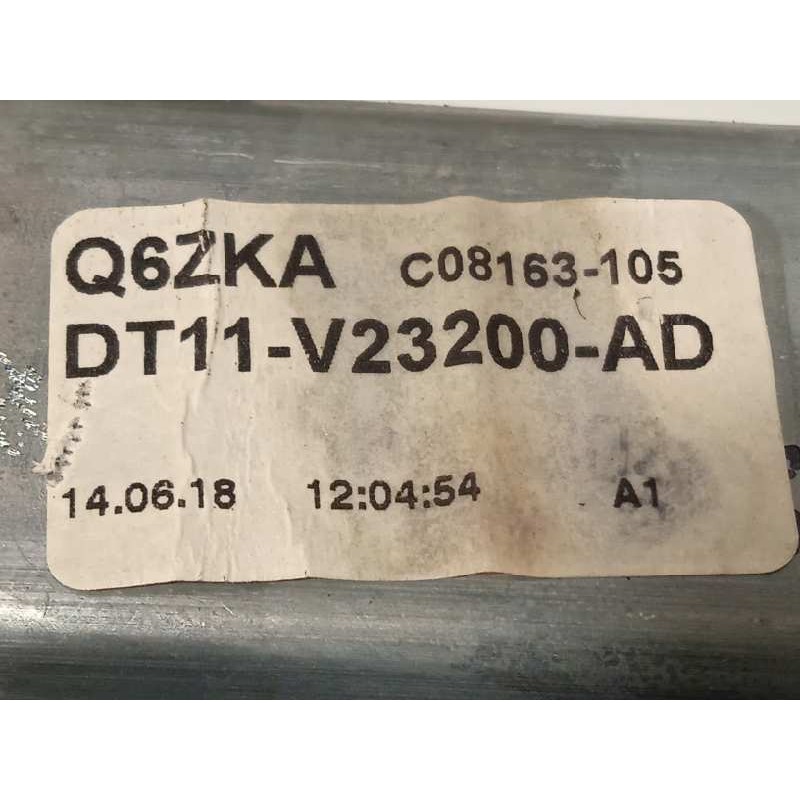 Q6ZKA C08163-105
DT11-V23200-AD
14.06.18 12:04:54 A1